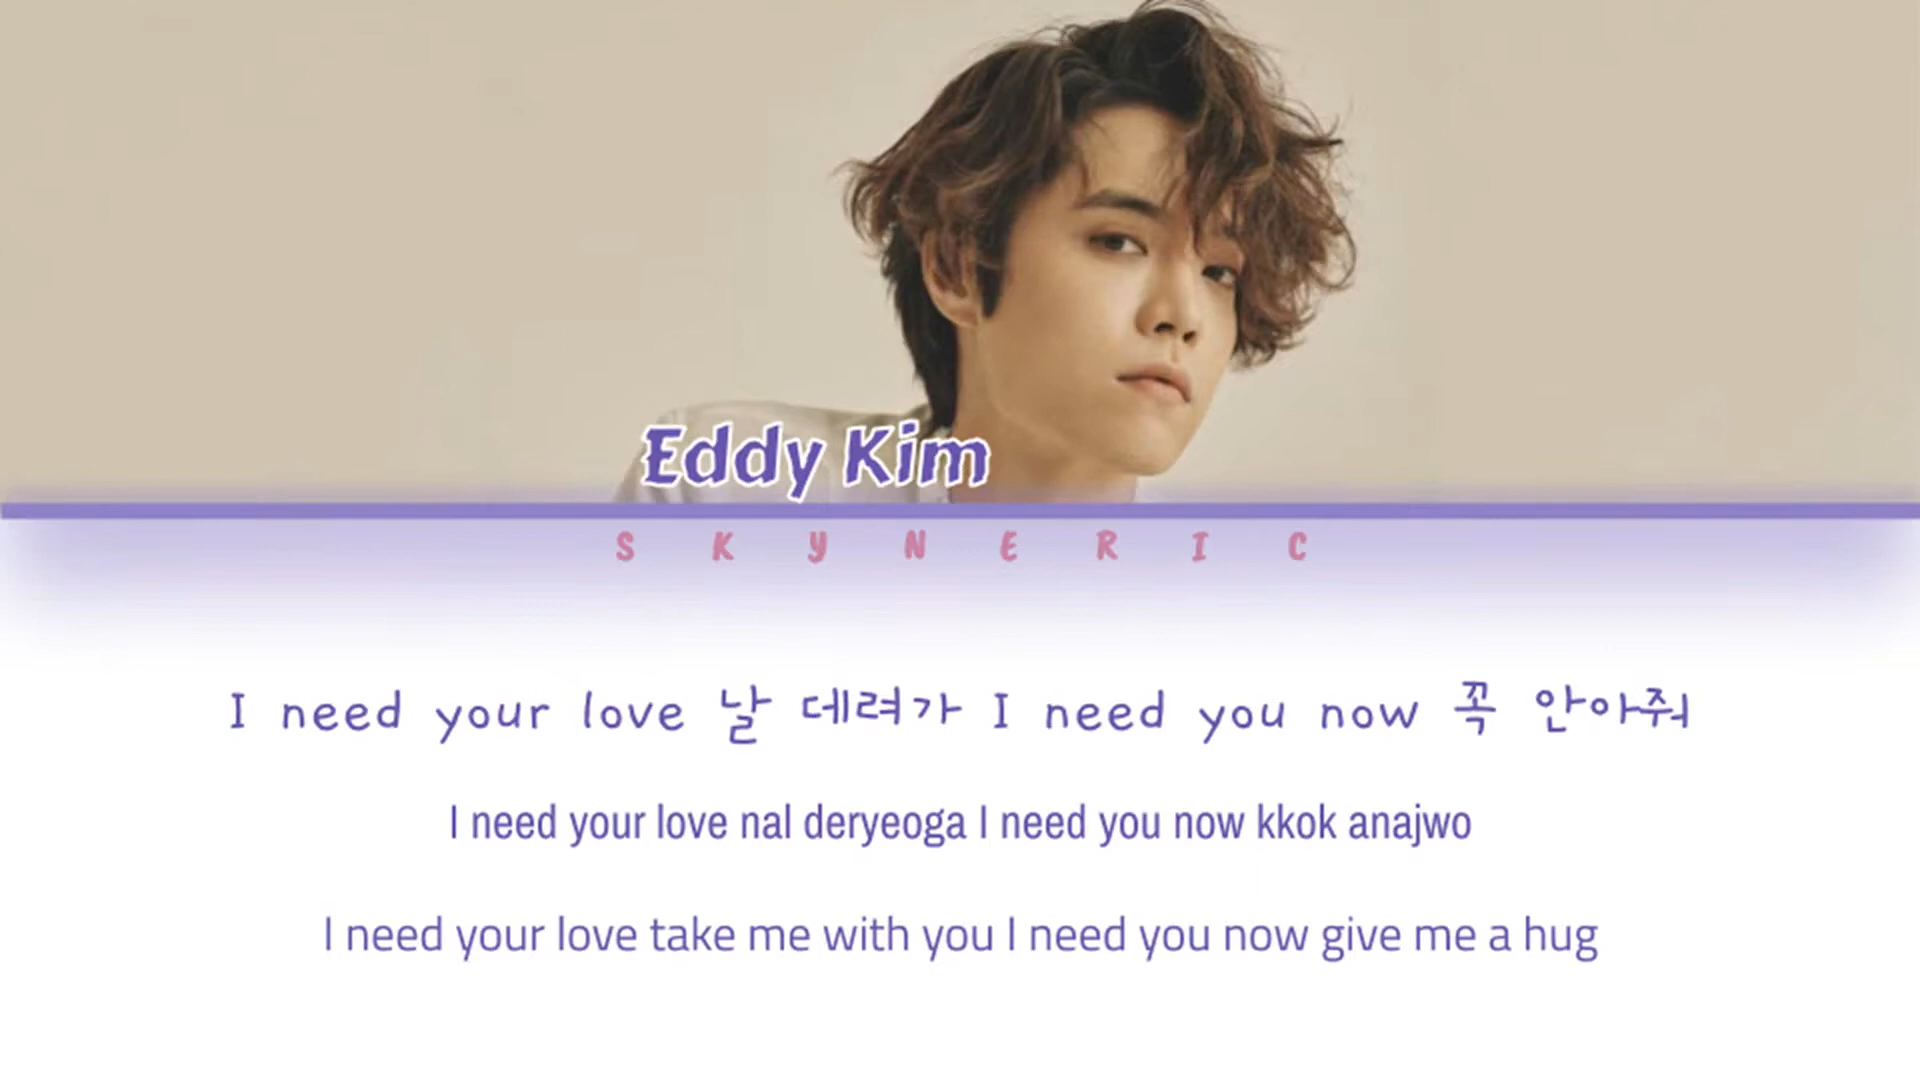 Eddy Kim
SKYNERIC
I need your love 날 데려가 I need you now 꼭 안아줘
I need your love nal deryeoga I need you now kkok anajwo
I need your love take me with you I need you now give me a hug